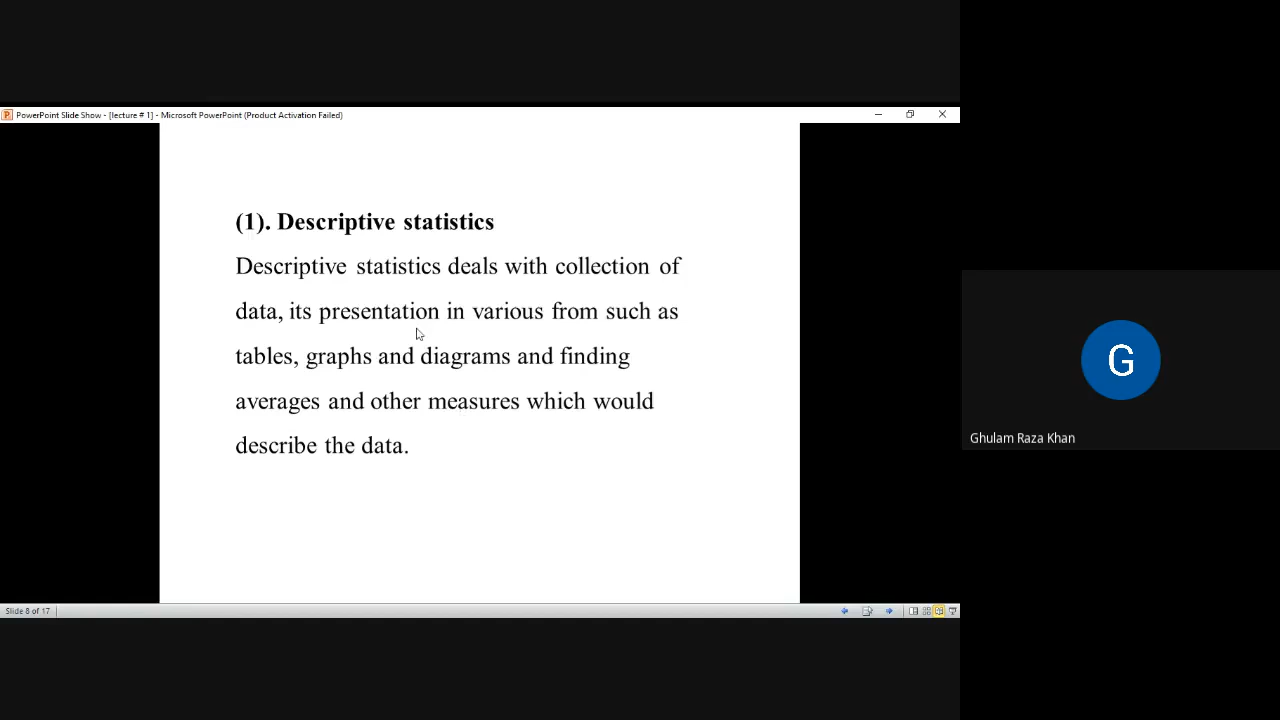 PowerPoint Slide Show - [lecture # 1] - Microsoft PowerPoint (Product Activation Failed)
(1). Descriptive statistics
Descriptive statistics deals with collection of
data, its presentation in various from such as
tables, graphs and diagrams and finding
averages and other measures which would
describe the data.
G
Ghulam Raza Khan
Slide 8 of 17